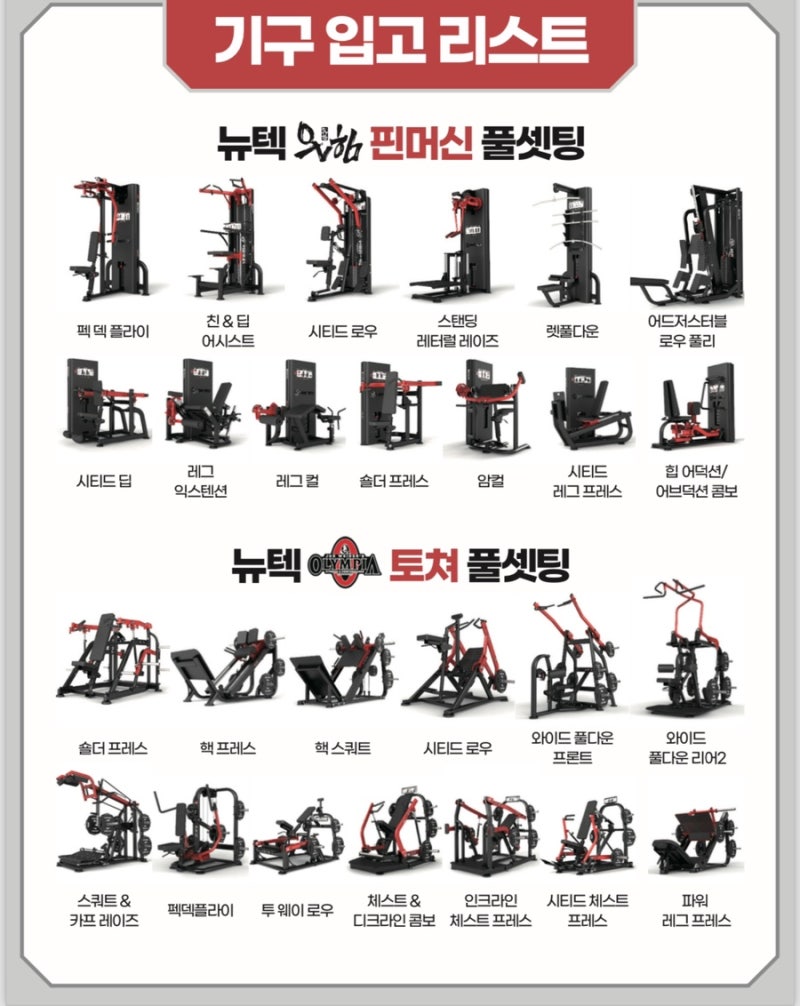 기구 입고 리스트
뉴텍 핀머신 풀셋팅
펙 덱 플라이
친 & 딥
어시스트
시티드 로우
스탠딩
레터럴 레이즈
렛풀다운
어드저스터블
로우 풀리
시티드 딥
레그
익스텐션
레그 컬
숄더 프레스
암컬
시티드
레그 프레스
힙 어덕션/
어브덕션 콤보
뉴텍 OLYMPIA 토쳐 풀셋팅
숄더 프레스
핵 프레스
핵 스쿼트
시티드 로우
와이드 풀다운
프론트
와이드
풀다운 리어2
스쿼트 &
카프 레이즈
펙덱플라이
투 웨이 로우
체스트 &
디크라인 콤보
인크라인
체스트 프레스
시티드 체스트
프레스
파워
레그 프레스